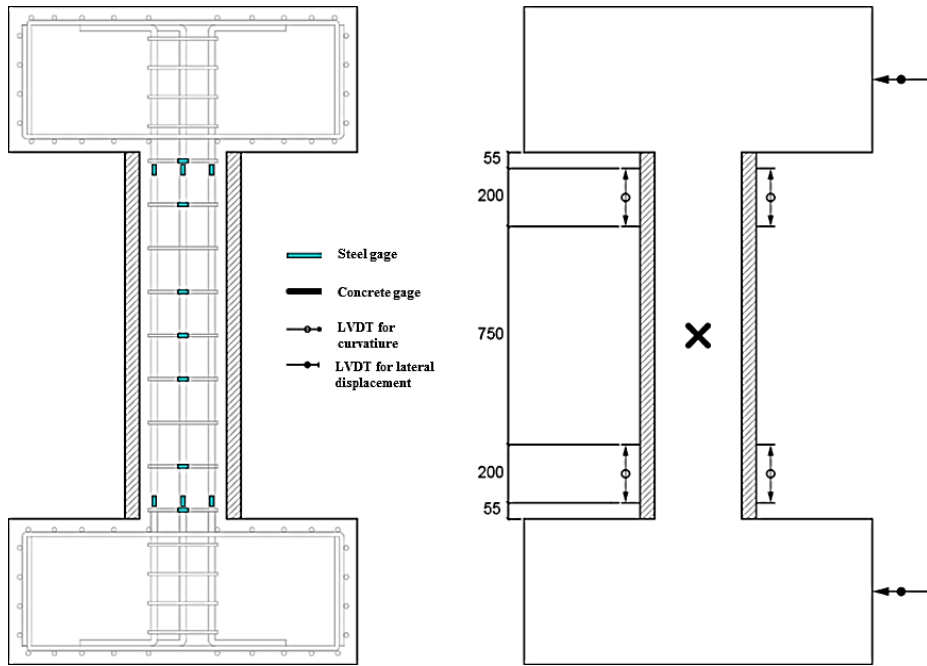 Steel gage
Concrete gage
LVDT for
curvatiure
LVDT for lateral
displacement
55
200
750
200
55